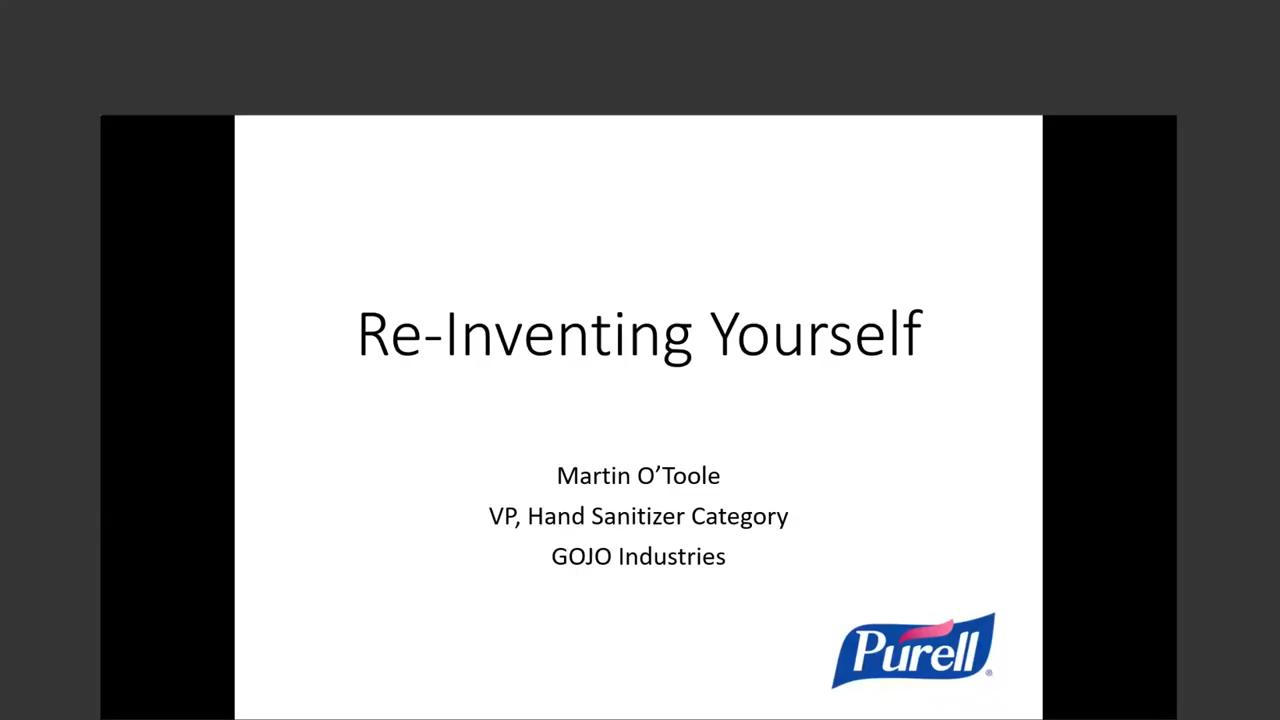 Re-Inventing Yourself
Martin O’Toole
VP, Hand Sanitizer Category
GOJO Industries
Purell®